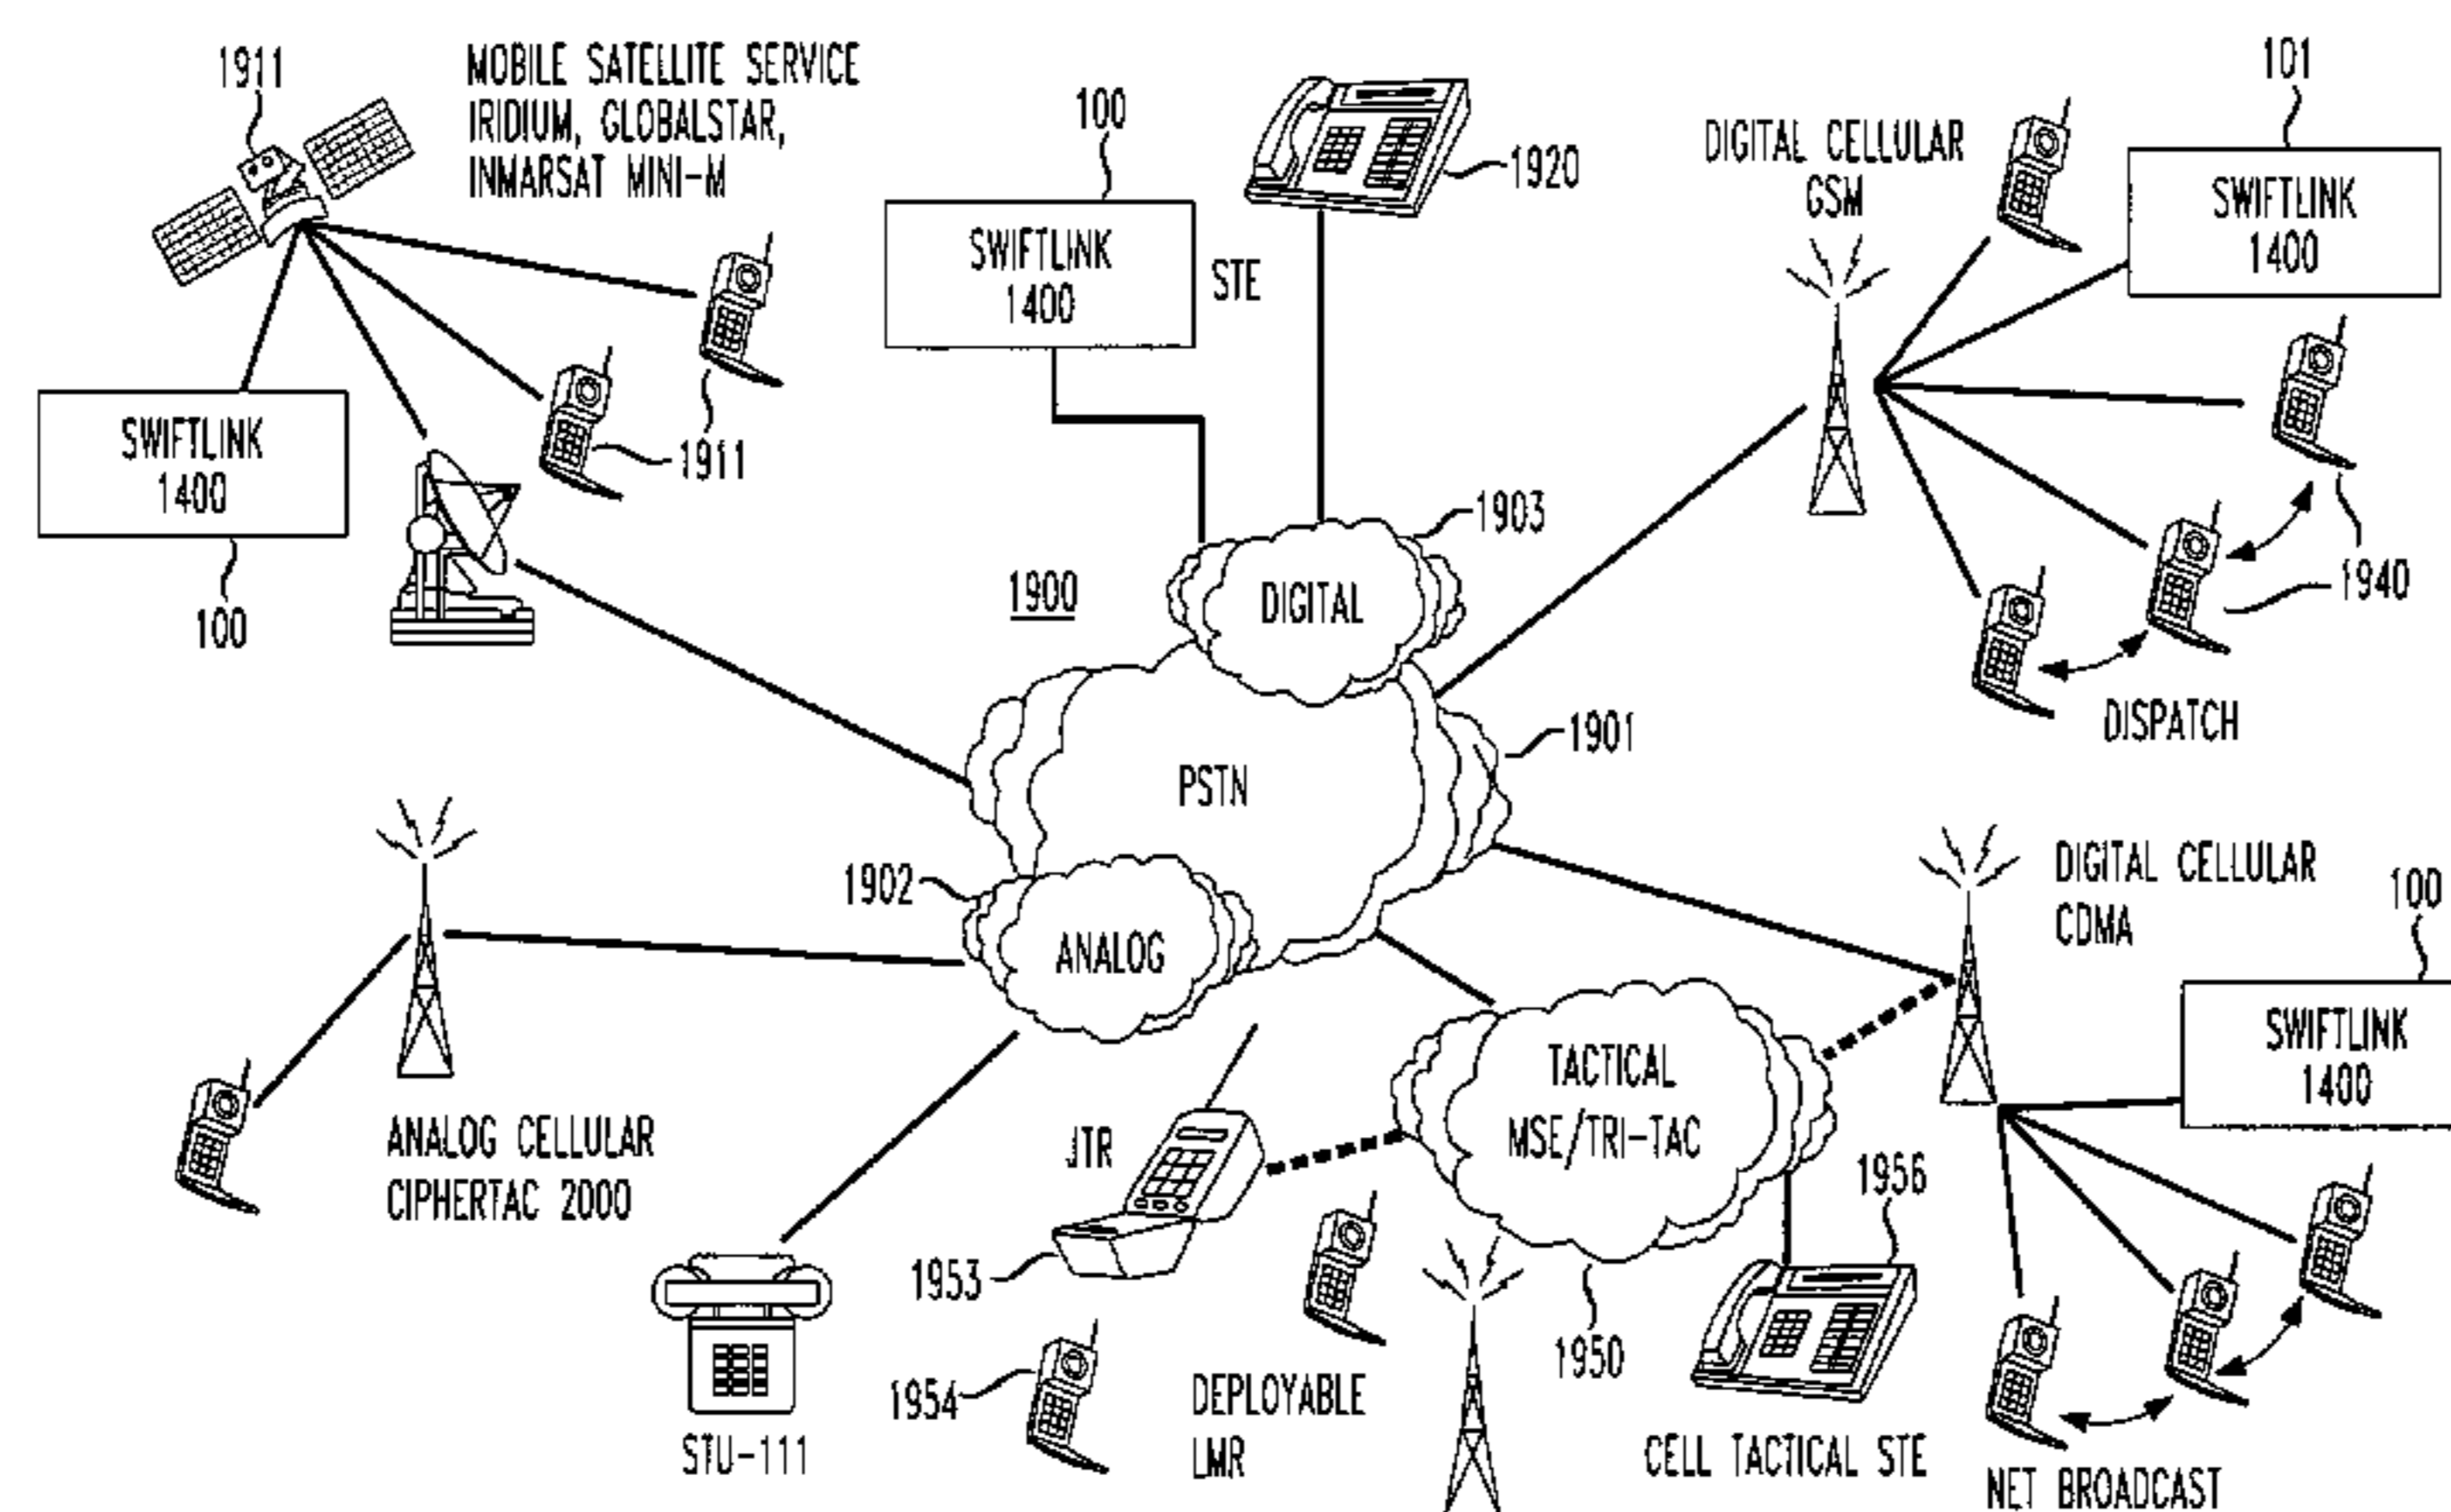 1911
MOBILE SATELLITE SERVICE
IRIDIUM, GLOBALSTAR,
INMARSAT MINI-M
100
1920
101
DIGITAL CELLULAR
GSM
SWIFTLINK
1400
SWIFTLINK
1400
STE
SWIFTLINK
1400
1911
100
1903
1900
DIGITAL
1940
DISPATCH
1901
PSTN
1902
ANALOG
DIGITAL CELLULAR
CDMA
100
SWIFTLINK
1400
ANALOG CELLULAR
CIPHERTAC 2000
JTR
TACTICAL
MSE/TRI-TAC
1956
1953
1954
DEPLOYABLE
LMR
1950
STU-111
CELL TACTICAL STE
NET BROADCAST